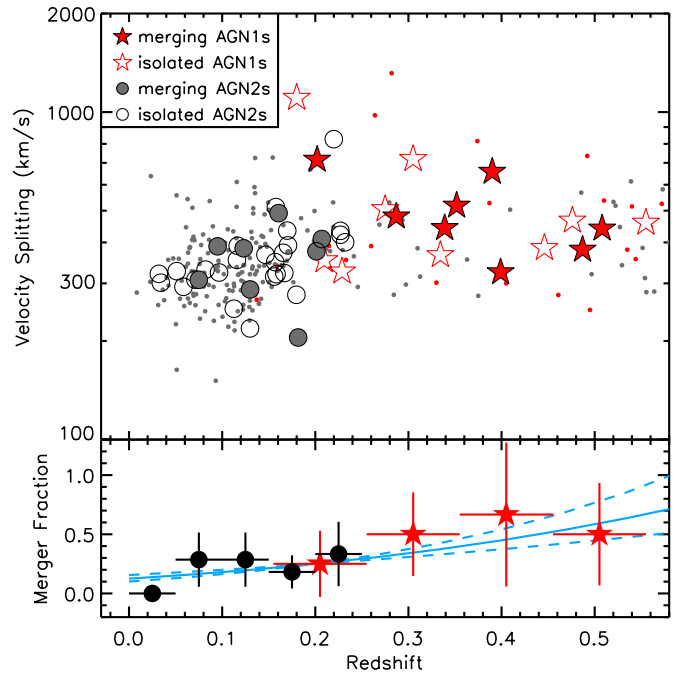 2000
merging AGN1s
isolated AGN1s
merging AGN2s
isolated AGN2s
1000
300
100
Velocity Splitting (km/s)
1.0
0.5
0.0
Merger Fraction
0.0 0.1 0.2 0.3 0.4 0.5
Redshift